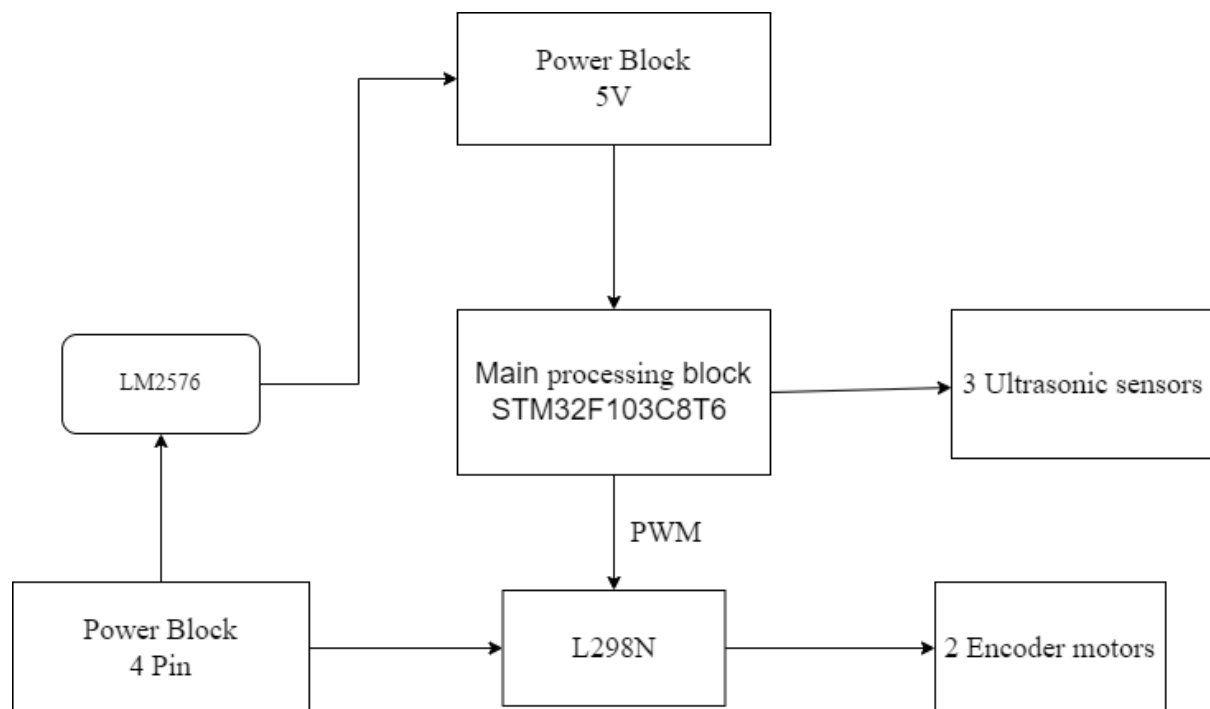 Power Block
5V
LM2576
Main processing block
STM32F103C8T6
3 Ultrasonic sensors
PWM
Power Block
4 Pin
L298N
2 Encoder motors